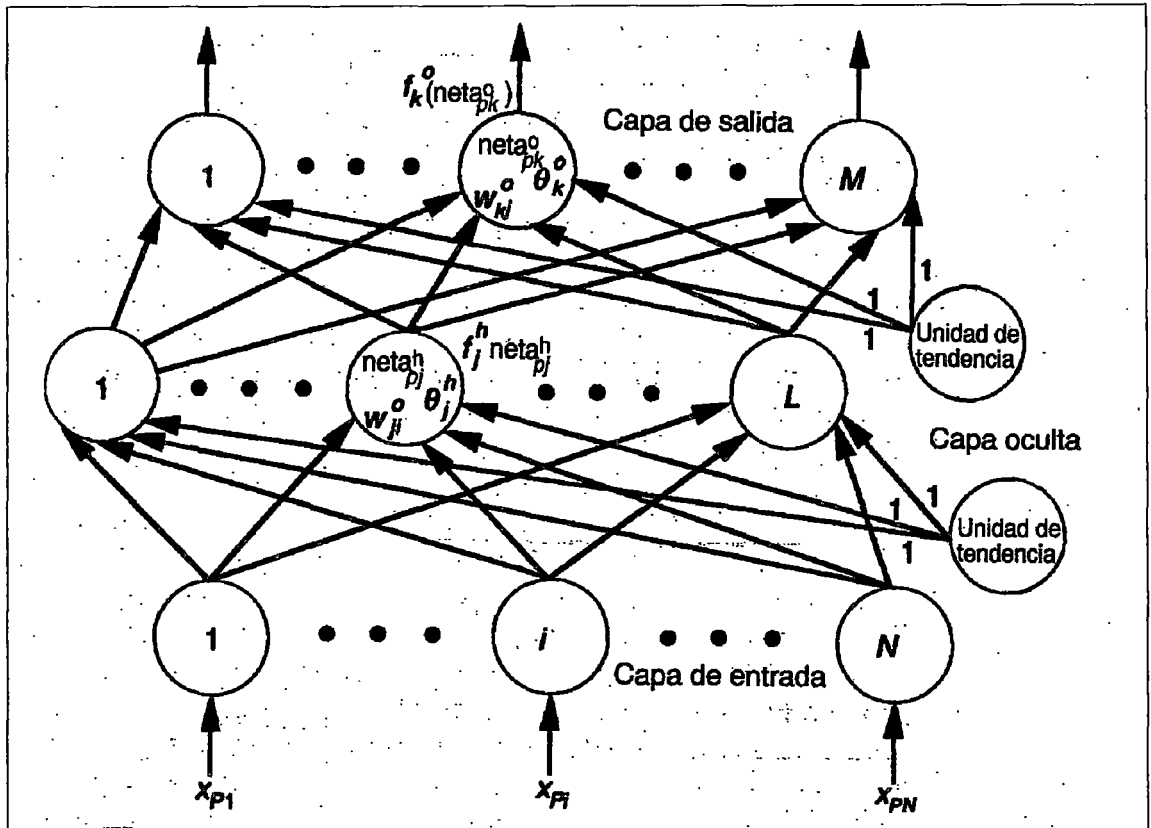 f_k^o(neta_pk^o)
Capa de salida
1
neta_pk^o θ_k^o
w_kj^o
M
1
1
1
Unidad de
tendencia
1
neta_pj^h
w_ji^o θ_j^h
f_j^h neta_pj^h
L
Capa oculta
1
1
1
Unidad de
tendencia
1
i
N
Capa de entrada
x_P1
x_Pi
x_PN